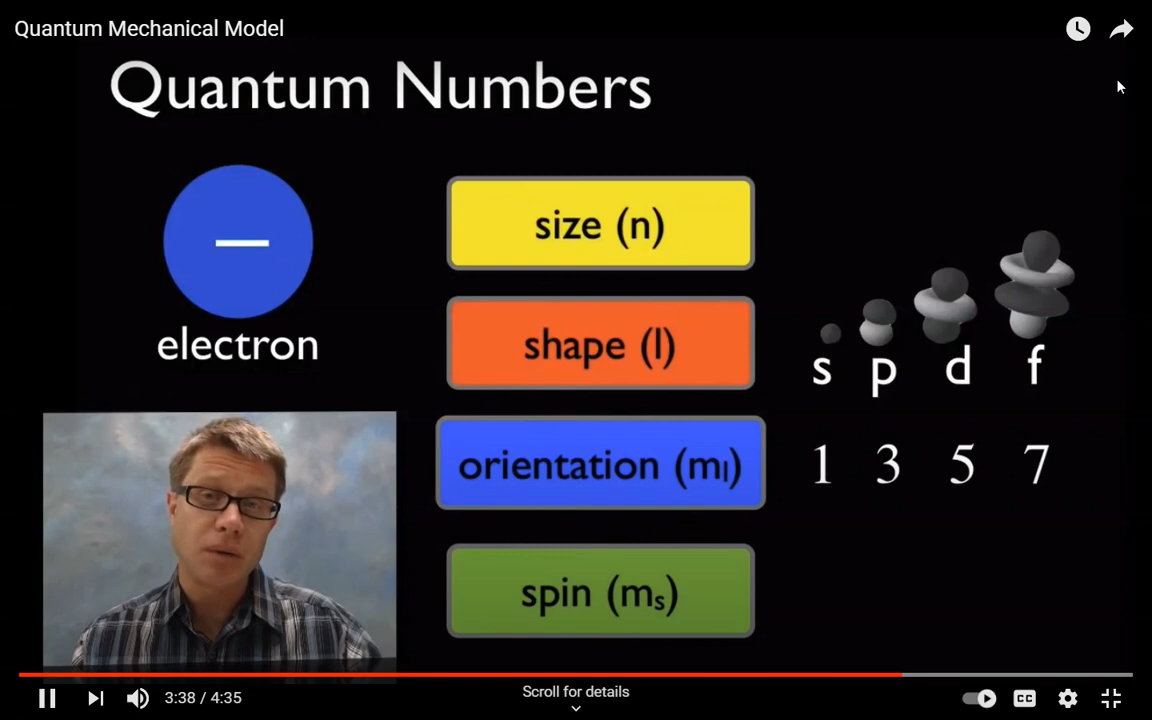 Quantum Mechanical Model
Quantum Numbers
electron
size (n)
shape (l)
s p d f
orientation (ml)
1 3 5 7
spin (ms)
3:38 / 4:35
Scroll for details
CC